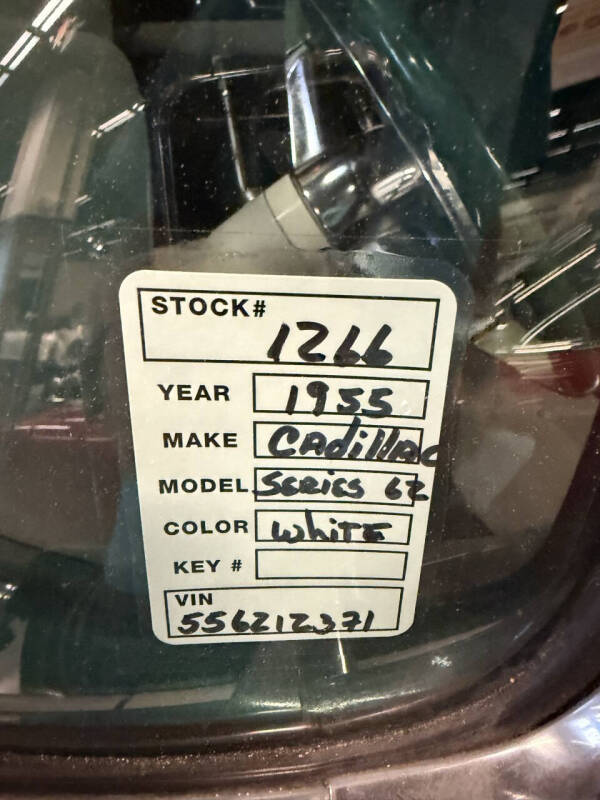 STOCK# 1266
YEAR 1955
MAKE Cadillac
MODEL Series 62
COLOR White
KEY #
VIN
556212371